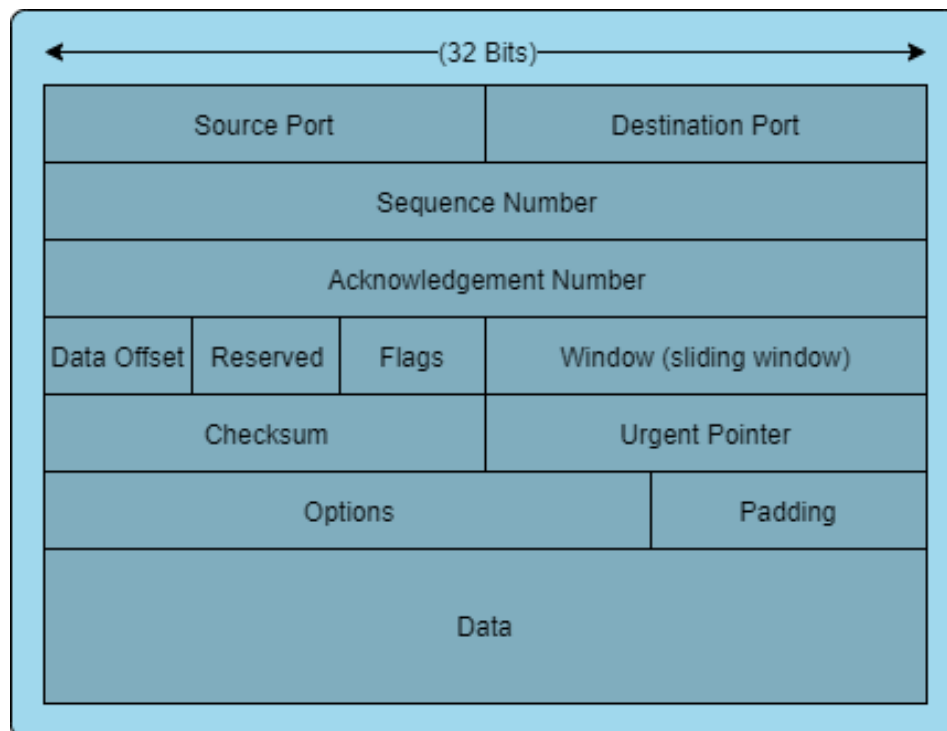 (32 Bits)
Source Port Destination Port
Sequence Number
Acknowledgement Number
Data Offset Reserved Flags Window (sliding window)
Checksum Urgent Pointer
Options Padding
Data